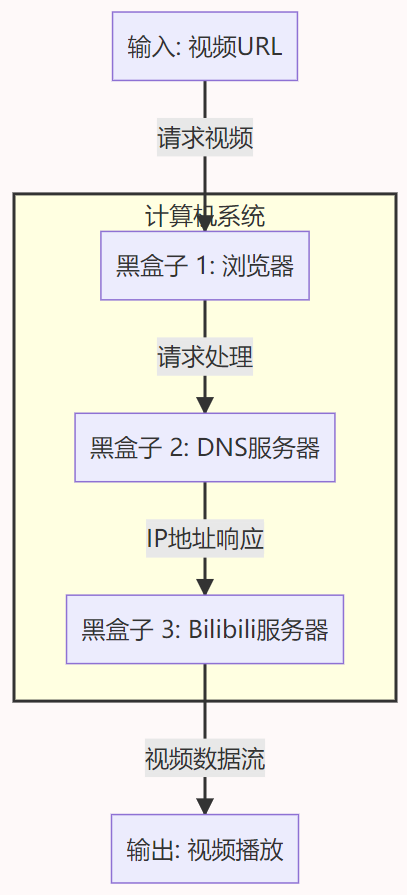 输入: 视频URL
请求视频
计算机系统
黑盒子 1: 浏览器
请求处理
黑盒子 2: DNS服务器
IP地址响应
黑盒子 3: Bilibili服务器
视频数据流
输出: 视频播放